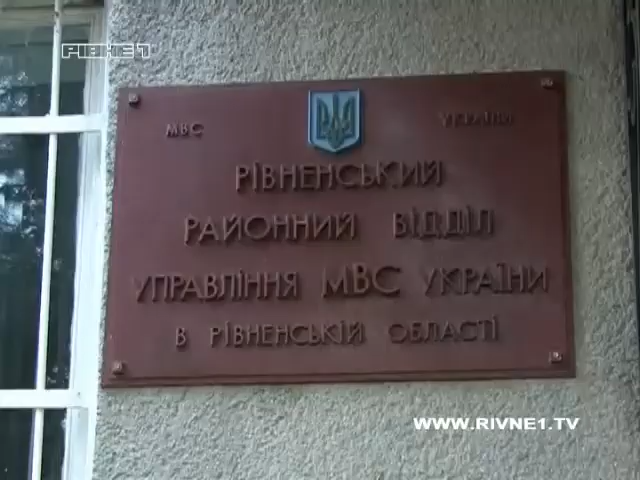 РІВНЕ 1
МВС УКРАЇНИ
РІВНЕНСЬКИЙ
РАЙОННИЙ ВІДДІЛ
УПРАВЛІННЯ МВС УКРАЇНИ
В РІВНЕНСЬКІЙ ОБЛАСТІ
WWW.RIVNE1.TV